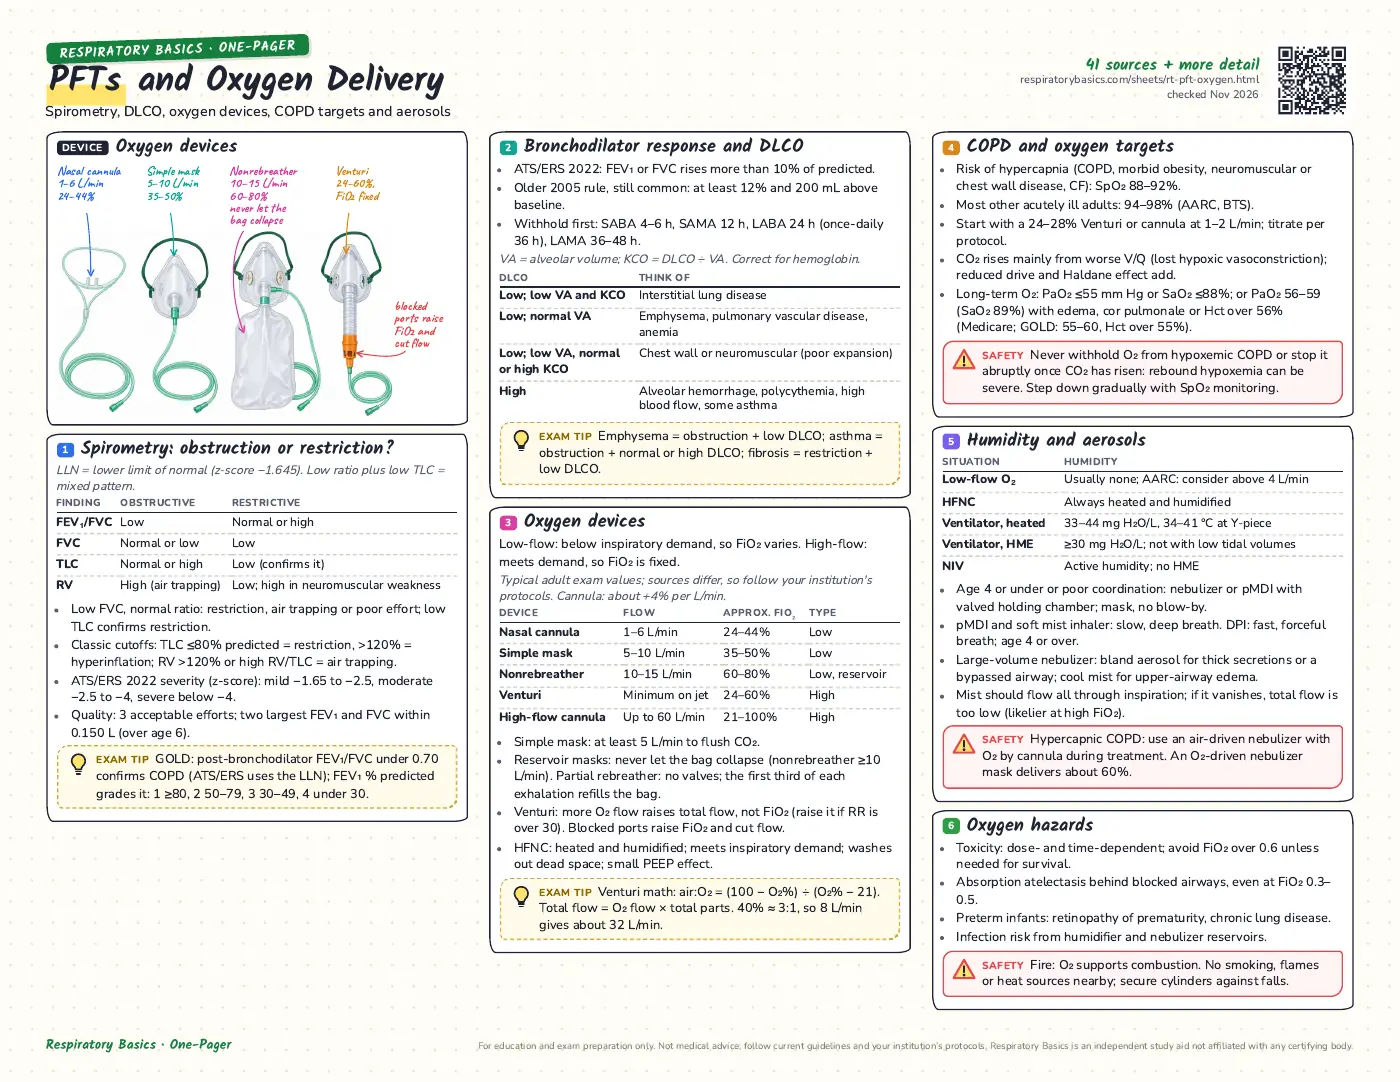 RESPIRATORY BASICS · ONE-PAGER
PFTs and Oxygen Delivery
Spirometry, DLCO, oxygen devices, COPD targets and aerosols
41 sources + more detail
respiratorybasics.com/sheets/rt-pft-oxygen.html
checked Nov 2026
DEVICE Oxygen devices
Nasal cannula
1–6 L/min
24–44%
Simple mask
5–10 L/min
35–50%
Nonrebreather
10–15 L/min
60–80%
never let the
bag collapse
Venturi
24–60%,
FiO₂ fixed
blocked
ports raise
FiO₂ and
cut flow
1 Spirometry: obstruction or restriction?
LLN = lower limit of normal (z-score −1.645). Low ratio plus low TLC =
mixed pattern.
FINDING OBSTRUCTIVE RESTRICTIVE
FEV₁/FVC Low Normal or high
FVC Normal or low Low
TLC Normal or high Low (confirms it)
RV High (air trapping) Low; high in neuromuscular weakness
• Low FVC, normal ratio: restriction, air trapping or poor effort; low
TLC confirms restriction.
• Classic cutoffs: TLC ≤80% predicted = restriction, >120% =
hyperinflation; RV >120% or high RV/TLC = air trapping.
• ATS/ERS 2022 severity (z-score): mild −1.65 to −2.5, moderate
−2.5 to −4, severe below −4.
• Quality: 3 acceptable efforts; two largest FEV₁ and FVC within
0.150 L (over age 6).
EXAM TIP GOLD: post-bronchodilator FEV₁/FVC under 0.70
confirms COPD (ATS/ERS uses the LLN); FEV₁ % predicted
grades it: 1 ≥80, 2 50–79, 3 30–49, 4 under 30.
2 Bronchodilator response and DLCO
• ATS/ERS 2022: FEV₁ or FVC rises more than 10% of predicted.
• Older 2005 rule, still common: at least 12% and 200 mL above
baseline.
• Withhold first: SABA 4–6 h, SAMA 12 h, LABA 24 h (once-daily
36 h), LAMA 36–48 h.
VA = alveolar volume; KCO = DLCO ÷ VA. Correct for hemoglobin.
DLCO THINK OF
Low; low VA and KCO Interstitial lung disease
Low; normal VA Emphysema, pulmonary vascular disease,
anemia
Low; low VA, normal Chest wall or neuromuscular (poor expansion)
or high KCO
High Alveolar hemorrhage, polycythemia, high
blood flow, some asthma
EXAM TIP Emphysema = obstruction + low DLCO; asthma =
obstruction + normal or high DLCO; fibrosis = restriction +
low DLCO.
3 Oxygen devices
Low-flow: below inspiratory demand, so FiO₂ varies. High-flow:
meets demand, so FiO₂ is fixed.
Typical adult exam values; sources differ, so follow your institution's
protocols. Cannula: about +4% per L/min.
DEVICE FLOW APPROX. FIO₂ TYPE
Nasal cannula 1–6 L/min 24–44% Low
Simple mask 5–10 L/min 35–50% Low
Nonrebreather 10–15 L/min 60–80% Low, reservoir
Venturi Minimum on jet 24–60% High
High-flow cannula Up to 60 L/min 21–100% High
• Simple mask: at least 5 L/min to flush CO₂.
• Reservoir masks: never let the bag collapse (nonrebreather ≥10
L/min). Partial rebreather: no valves; the first third of each
exhalation refills the bag.
• Venturi: more O₂ flow raises total flow, not FiO₂ (raise it if RR is
over 30). Blocked ports raise FiO₂ and cut flow.
• HFNC: heated and humidified; meets inspiratory demand; washes
out dead space; small PEEP effect.
EXAM TIP Venturi math: air:O₂ = (100 − O₂%) ÷ (O₂% − 21).
Total flow = O₂ flow × total parts. 40% ≈ 3:1, so 8 L/min
gives about 32 L/min.
4 COPD and oxygen targets
• Risk of hypercapnia (COPD, morbid obesity, neuromuscular or
chest wall disease, CF): SpO₂ 88–92%.
• Most other acutely ill adults: 94–98% (AARC, BTS).
• Start with a 24–28% Venturi or cannula at 1–2 L/min; titrate per
protocol.
• CO₂ rises mainly from worse V/Q (lost hypoxic vasoconstriction);
reduced drive and Haldane effect add.
• Long-term O₂: PaO₂ ≤55 mm Hg or SaO₂ ≤88%; or PaO₂ 56–59
(SaO₂ 89%) with edema, cor pulmonale or Hct over 56%
(Medicare; GOLD: 55–60, Hct over 55%).
SAFETY Never withhold O₂ from hypoxemic COPD or stop it
abruptly once CO₂ has risen: rebound hypoxemia can be
severe. Step down gradually with SpO₂ monitoring.
5 Humidity and aerosols
SITUATION HUMIDITY
Low-flow O₂ Usually none; AARC: consider above 4 L/min
HFNC Always heated and humidified
Ventilator, heated 33–44 mg H₂O/L, 34–41 °C at Y-piece
Ventilator, HME ≥30 mg H₂O/L; not with low tidal volumes
NIV Active humidity; no HME
• Age 4 or under or poor coordination: nebulizer or pMDI with
valved holding chamber; mask, no blow-by.
• pMDI and soft mist inhaler: slow, deep breath. DPI: fast, forceful
breath; age 4 or over.
• Large-volume nebulizer: bland aerosol for thick secretions or a
bypassed airway; cool mist for upper-airway edema.
• Mist should flow all through inspiration; if it vanishes, total flow is
too low (likelier at high FiO₂).
SAFETY Hypercapnic COPD: use an air-driven nebulizer with
O₂ by cannula during treatment. An O₂-driven nebulizer
mask delivers about 60%.
6 Oxygen hazards
• Toxicity: dose- and time-dependent; avoid FiO₂ over 0.6 unless
needed for survival.
• Absorption atelectasis behind blocked airways, even at FiO₂ 0.3–
0.5.
• Preterm infants: retinopathy of prematurity, chronic lung disease.
• Infection risk from humidifier and nebulizer reservoirs.
SAFETY Fire: O₂ supports combustion. No smoking, flames
or heat sources nearby; secure cylinders against falls.
Respiratory Basics · One-Pager
For education and exam preparation only. Not medical advice; follow current guidelines and your institution's protocols. Respiratory Basics is an independent study aid not affiliated with any certifying body.